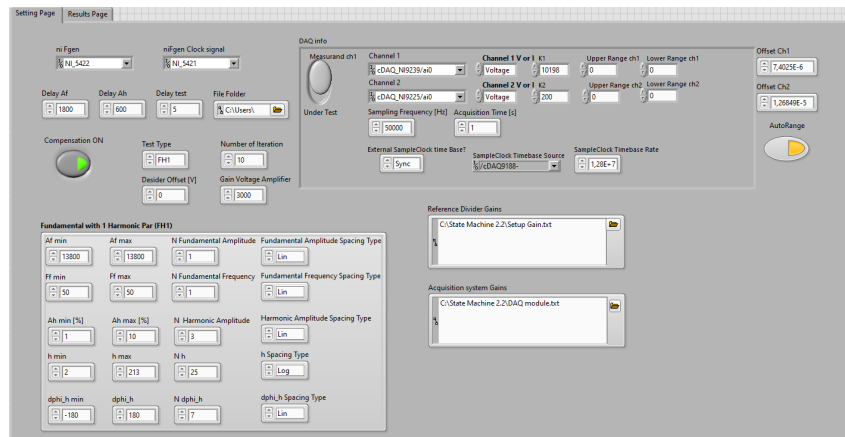 Setting Page Results Page
DAQ info
ni Fgen niFgen Clock signal
NI_5422 NI_5421
Measurand ch1 Channel 1 Channel 1 V or I K1 Upper Range ch1 Lower Range ch1
cDAQ_NI9239/ai0 Voltage 10198 0 0
Channel 2 Channel 2 V or I K2 Upper Range ch2 Lower Range ch2
cDAQ_NI9225/ai0 Voltage 200 0 0
Under Test Sampling Frequency [Hz] Acquisition Time [s]
50000 1
External SampleClock time Base? SampleClock Timebase Source SampleClock Timebase Rate
Sync /cDAQ9188- 1,28E+7
Offset Ch1
7,4025E-6
Offset Ch2
1,26849E-5
AutoRange
Delay Af Delay Ah Delay test File Folder
1800 600 5 C:\Users\
Compensation ON Test Type Number of Iteration
FH1 10
Desider Offset [V] Gain Voltage Amplifier
0 3000
Fundamental with 1 Harmonic Par (FH1)
Af min Af max N Fundamental Amplitude Fundamental Amplitude Spacing Type
13800 13800 1 Lin
Ff min Ff max N Fundamental Frequency Fundamental Frequency Spacing Type
50 50 1 Lin
Ah min [%] Ah max [%] N Harmonic Amplitude Harmonic Amplitude Spacing Type
1 10 3 Lin
h min h max N h h Spacing Type
2 213 25 Log
dphi_h min dphi_h N dphi_h dphi_h Spacing Type
-180 180 7 Lin
Reference Divider Gains
C:\State Machine 2.2\Setup Gain.txt
Acquisition system Gains
C:\State Machine 2.2\DAQ module.txt